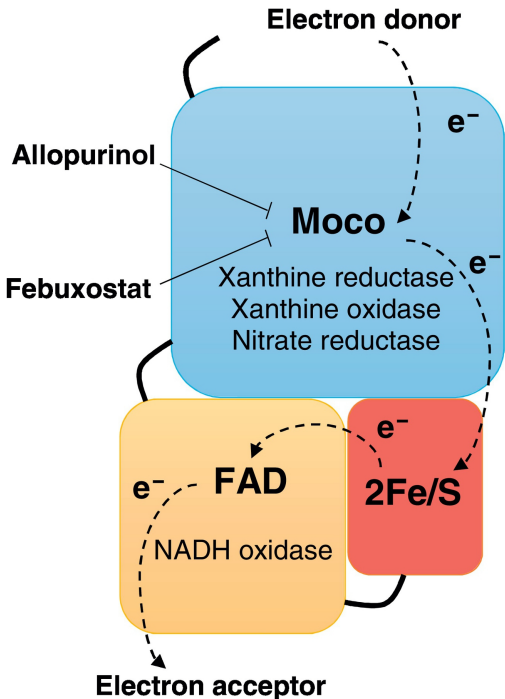 Electron donor
e⁻
Allopurinol
Moco
e⁻
Febuxostat
Xanthine reductase
Xanthine oxidase
Nitrate reductase
e⁻
e⁻
FAD
2Fe/S
NADH oxidase
Electron acceptor